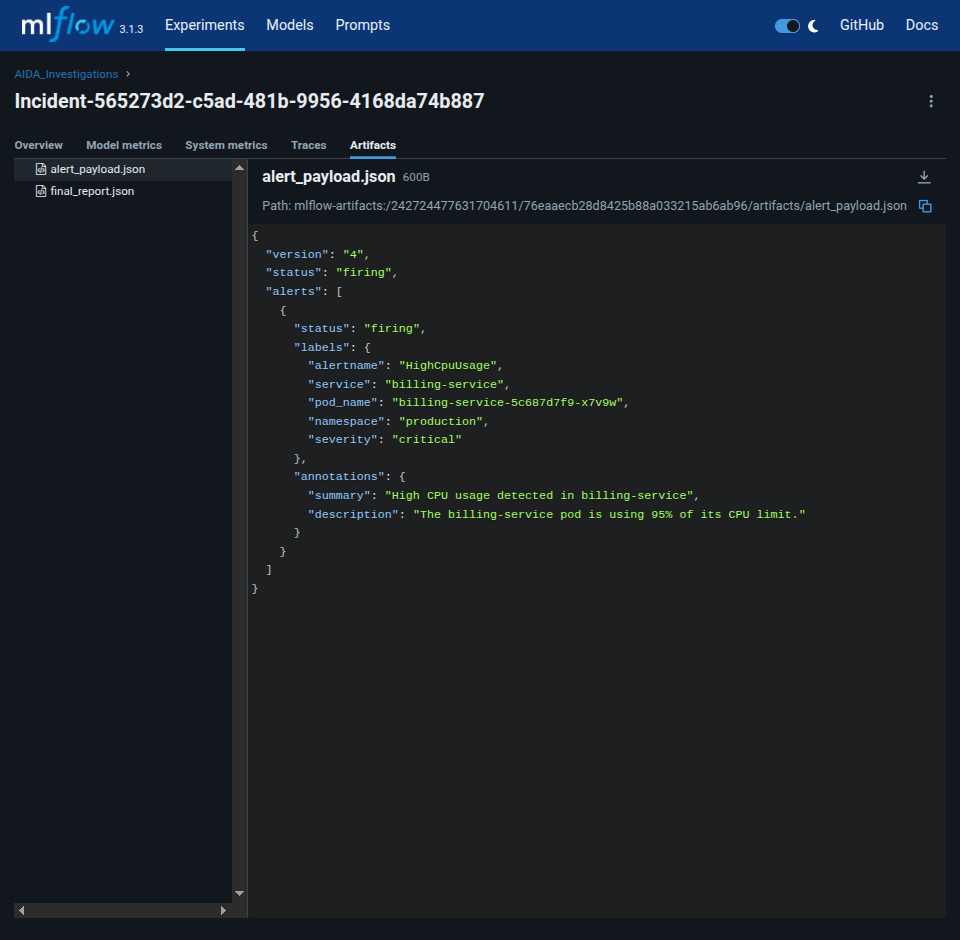 mlflow 3.1.3 Experiments Models Prompts GitHub Docs
AIDA_Investigations ›
Incident-565273d2-c5ad-481b-9956-4168da74b887
Overview Model metrics System metrics Traces Artifacts
alert_payload.json
final_report.json
alert_payload.json 600B
Path: mlflow-artifacts:/242724477631704611/76eaaecb28d8425b88a033215ab6ab96/artifacts/alert_payload.json
{
  "version": "4",
  "status": "firing",
  "alerts": [
    {
      "status": "firing",
      "labels": {
        "alertname": "HighCpuUsage",
        "service": "billing-service",
        "pod_name": "billing-service-5c687d7f9-x7v9w",
        "namespace": "production",
        "severity": "critical"
      },
      "annotations": {
        "summary": "High CPU usage detected in billing-service",
        "description": "The billing-service pod is using 95% of its CPU limit."
      }
    }
  ]
}